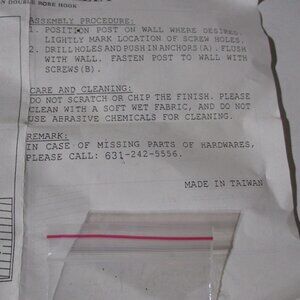 N DOUBLE ROBE HOOK
ASSEMBLY PROCEDURE:
1. POSITION POST ON WALL WHERE DESIRED
LIGHTLY MARK LOCATION OF SCREW HOLES.
2. DRILL HOLES AND PUSH IN ANCHORS(A). FLUSH
WITH WALL. FASTEN POST TO WALL WITH
SCREWS(B).
CARE AND CLEANING:
DO NOT SCRATCH OR CHIP THE FINISH. PLEASE
CLEAN WITH A SOFT WET FABRIC, AND DO NOT
USE ABRASIVE CHEMICALS FOR CLEANING.
REMARK:
IN CASE OF MISSING PARTS OF HARDWARES,
PLEASE CALL: 631-242-5556.
MADE IN TAIWAN